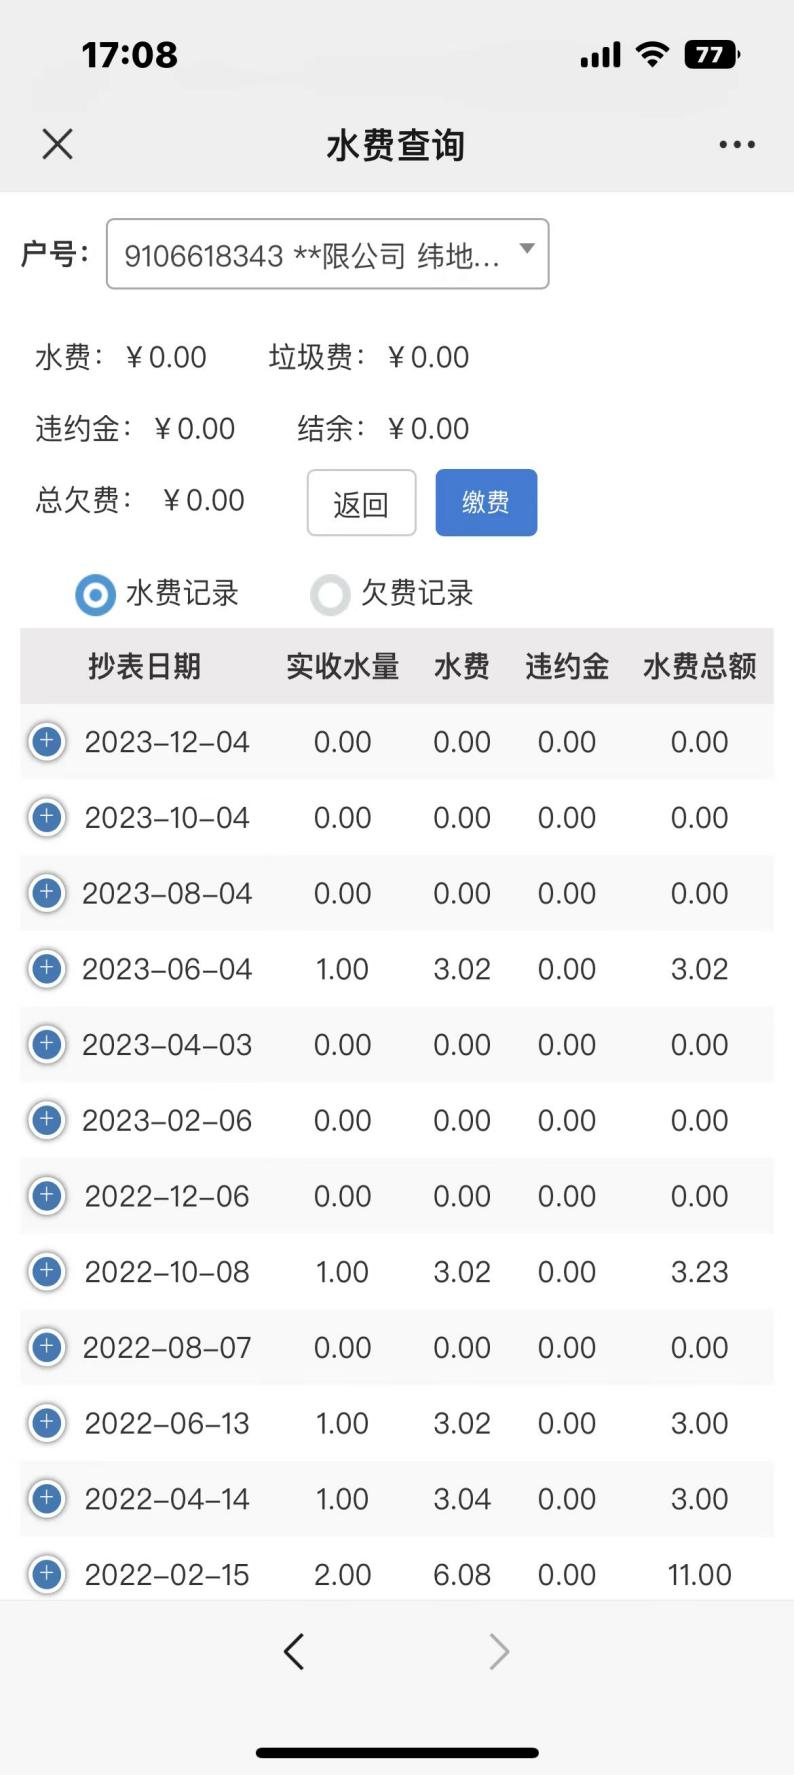 17:08 77
水费查询
户号： 9106618343 **限公司 纬地...
水费： ￥0.00 垃圾费： ￥0.00
违约金： ￥0.00 结余： ￥0.00
总欠费： ￥0.00 返回 缴费
水费记录 欠费记录
抄表日期 实收水量 水费 违约金 水费总额
2023-12-04 0.00 0.00 0.00 0.00
2023-10-04 0.00 0.00 0.00 0.00
2023-08-04 0.00 0.00 0.00 0.00
2023-06-04 1.00 3.02 0.00 3.02
2023-04-03 0.00 0.00 0.00 0.00
2023-02-06 0.00 0.00 0.00 0.00
2022-12-06 0.00 0.00 0.00 0.00
2022-10-08 1.00 3.02 0.00 3.23
2022-08-07 0.00 0.00 0.00 0.00
2022-06-13 1.00 3.02 0.00 3.00
2022-04-14 1.00 3.04 0.00 3.00
2022-02-15 2.00 6.08 0.00 11.00